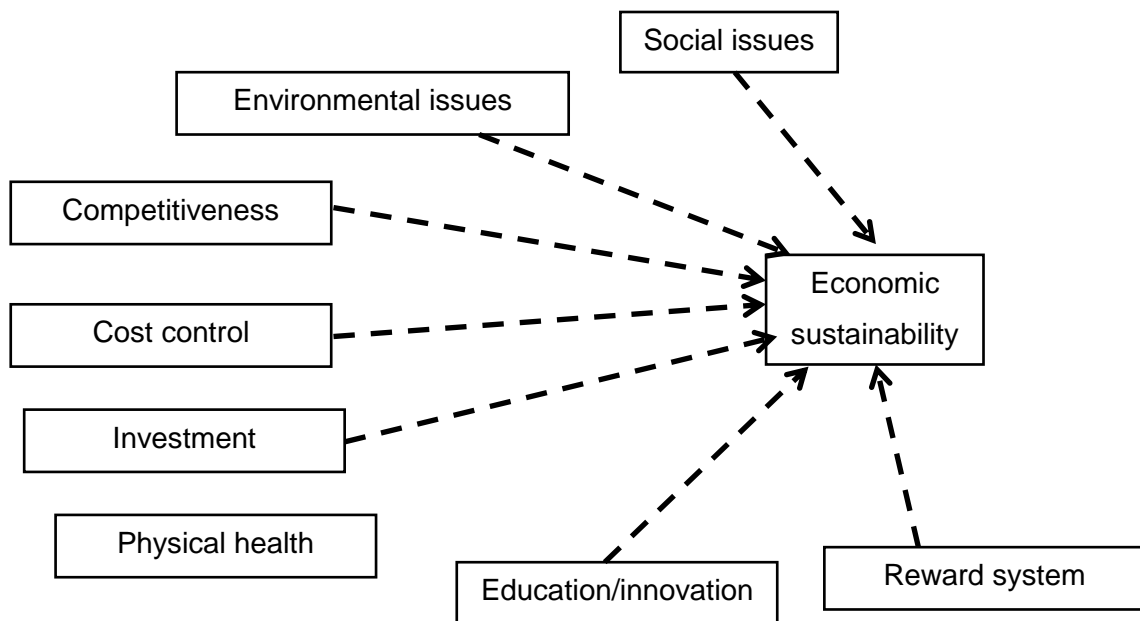 Social issues
Environmental issues
Competitiveness
Economic
sustainability
Cost control
Investment
Physical health
Education/innovation
Reward system